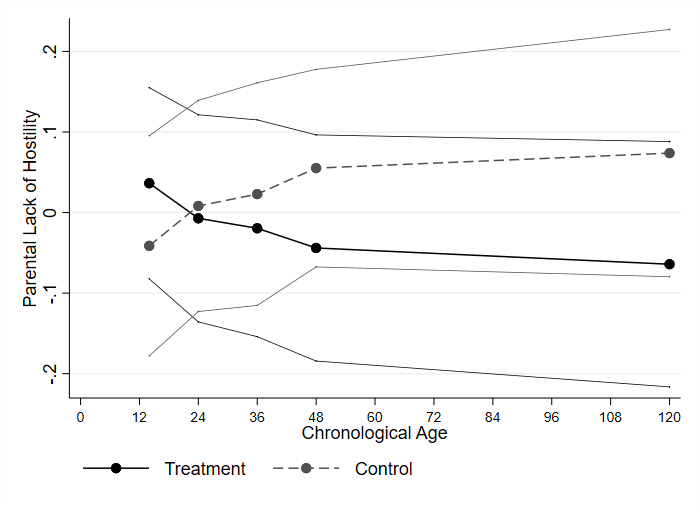 Parental Lack of Hostility
.2
.1
0
-.1
-.2
0 12 24 36 48 60 72 84 96 108 120
Chronological Age
Treatment Control